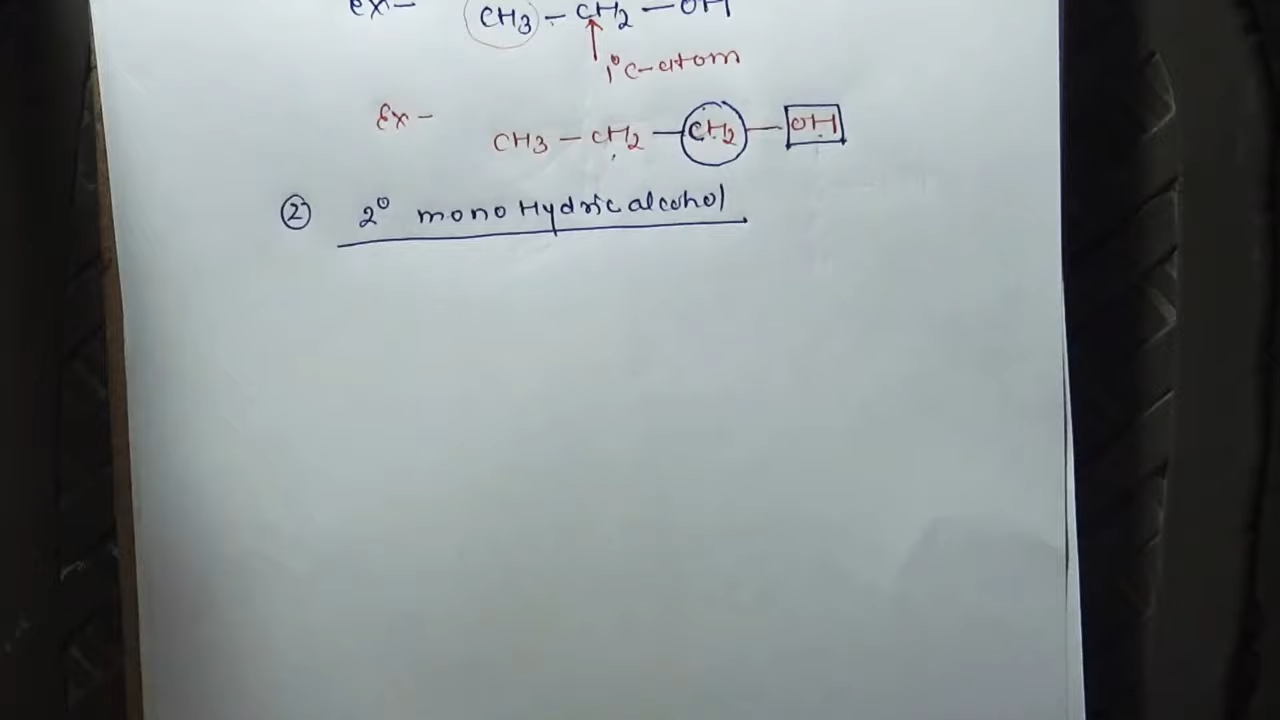 ex- CH3 - CH2 - OH
1° C-atom
Ex- CH3 - CH2 - CH2 - OH
② 2° mono Hydric alcohol